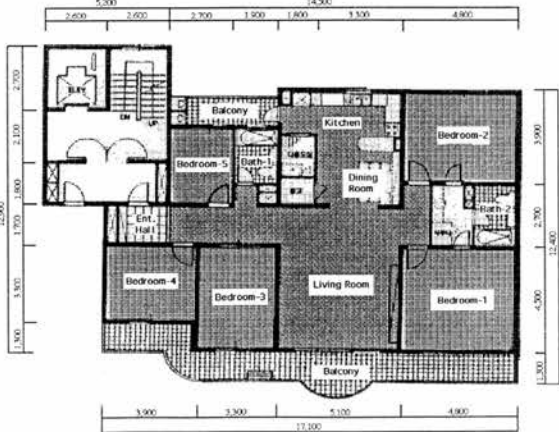 5,200
14,500
2,600
2,600
2,700
1,900
1,800
3,300
4,800
2,700
2,100
1,800
1,700
3,300
1,300
12,900
ELEV
DN
UP
Balcony
Kitchen
Bedroom-2
Bedroom-5
Bath-1
Dining
Room
Ent.
Hall
Bath-2
Bedroom-4
Bedroom-3
Living Room
Bedroom-1
Balcony
3,900
2,700
4,500
1,300
12,400
3,900
3,300
5,100
4,800
17,100